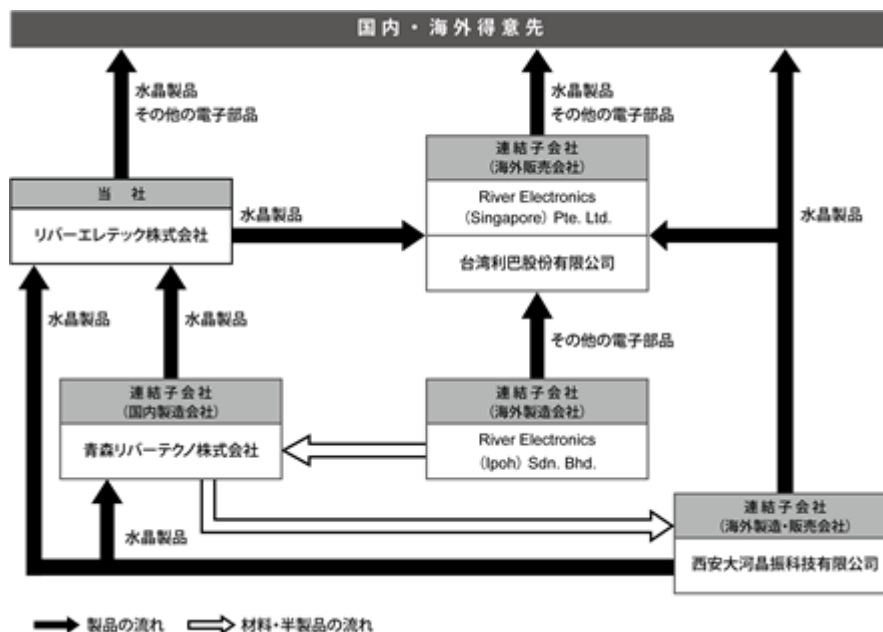 国内・海外得意先
水晶製品
その他の電子部品
水晶製品
その他の電子部品
水晶製品
当 社
リバーエレテック株式会社
水晶製品
連結子会社
(海外販売会社)
River Electronics
(Singapore) Pte. Ltd.
台湾利巴股份有限公司
水晶製品
水晶製品
その他の電子部品
連結子会社
(国内製造会社)
青森リバーテクノ株式会社
連結子会社
(海外製造会社)
River Electronics
(Ipoh) Sdn. Bhd.
水晶製品
連結子会社
(海外製造・販売会社)
西安大河晶振科技有限公司
製品の流れ
材料・半製品の流れ